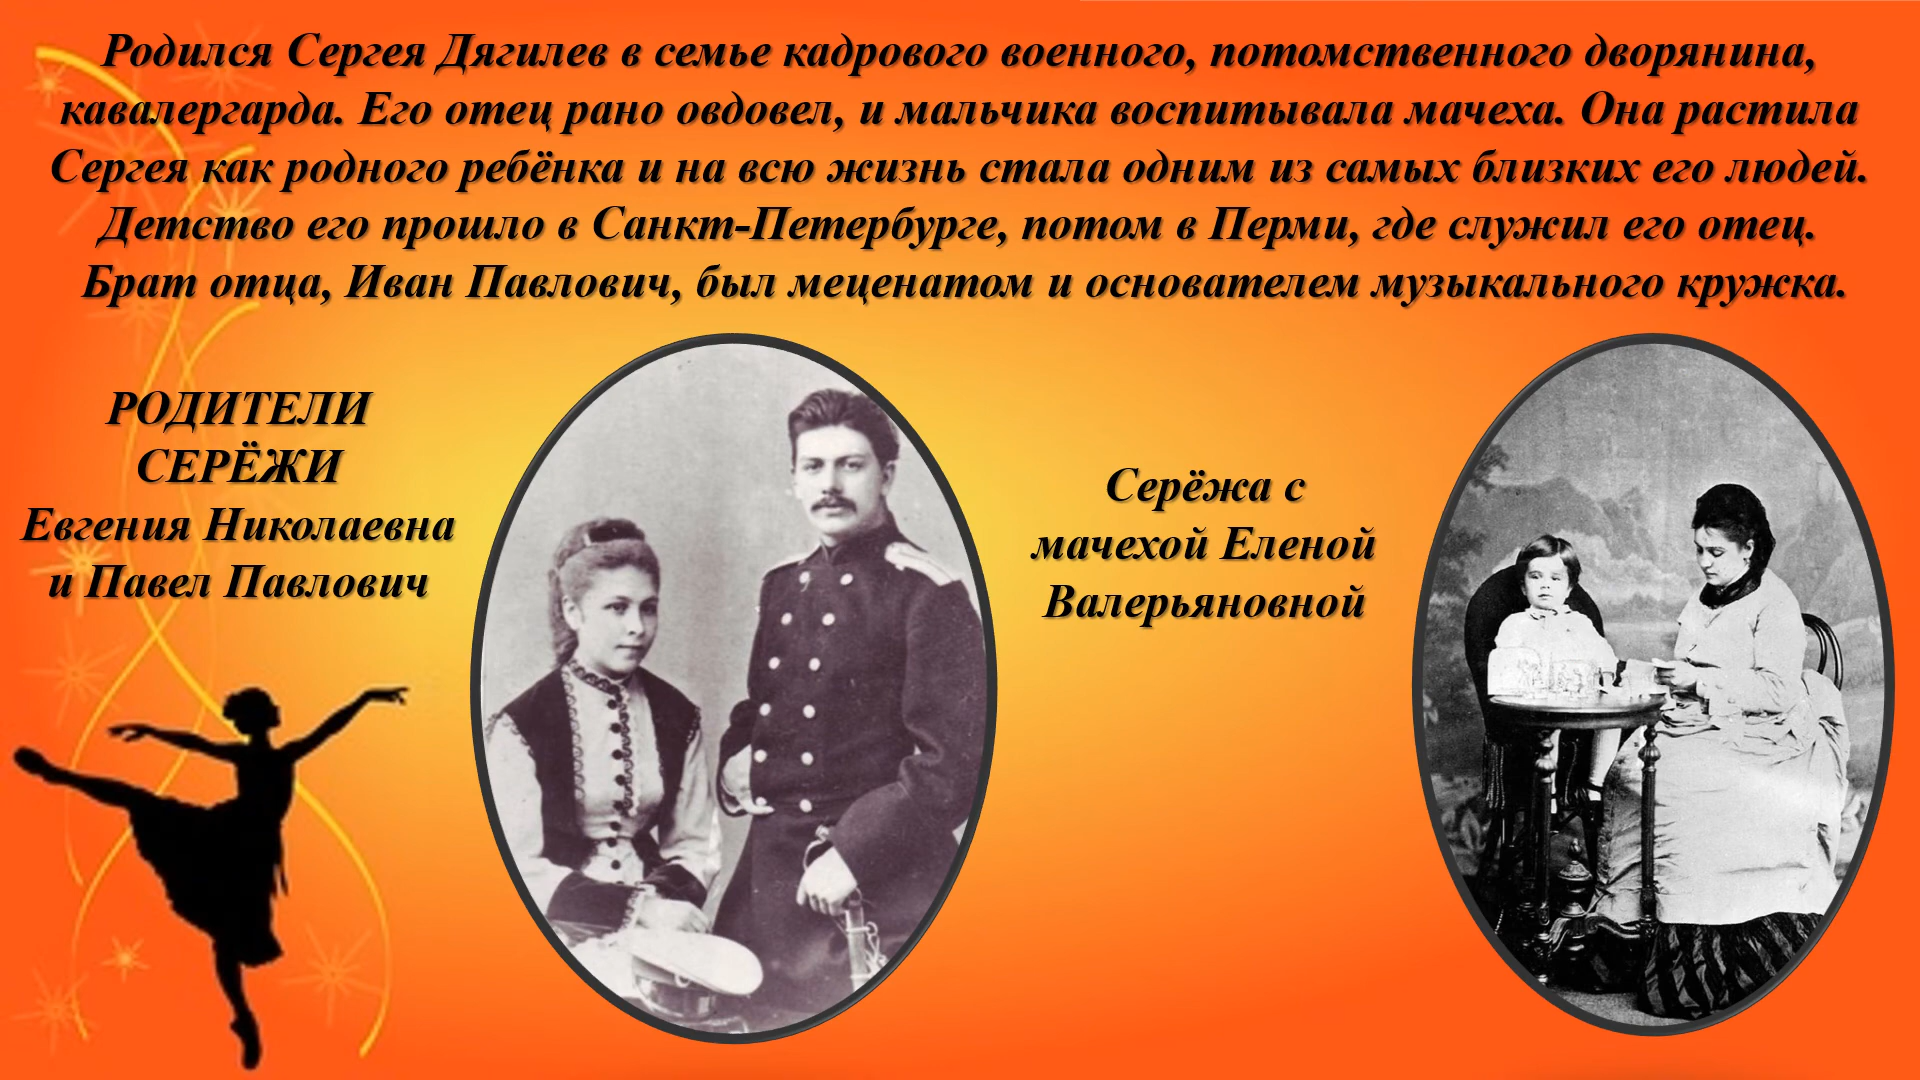 Родился Сергея Дягилев в семье кадрового военного, потомственного дворянина,
кавалергарда. Его отец рано овдовел, и мальчика воспитывала мачеха. Она растила
Сергея как родного ребёнка и на всю жизнь стала одним из самых близких его людей.
Детство его прошло в Санкт-Петербурге, потом в Перми, где служил его отец.
Брат отца, Иван Павлович, был меценатом и основателем музыкального кружка.
РОДИТЕЛИ
СЕРЁЖИ
Евгения Николаевна
и Павел Павлович
Серёжа с
мачехой Еленой
Валерьяновной